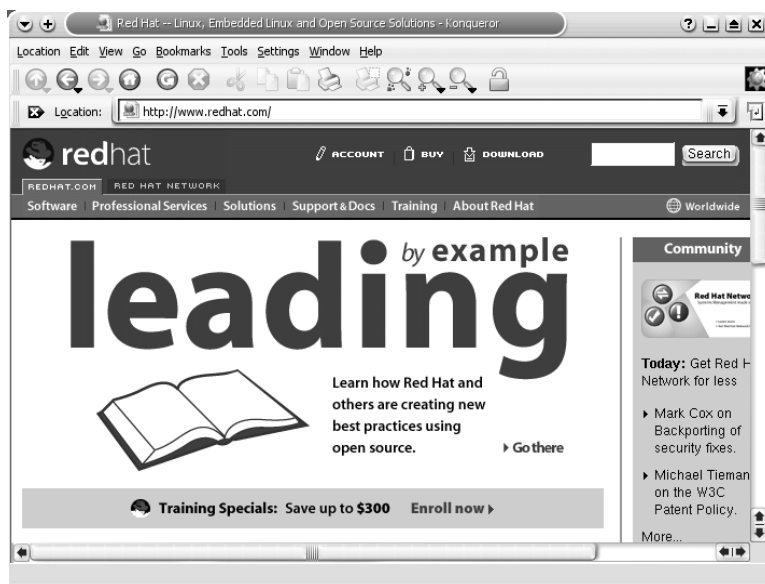 Red Hat -- Linux, Embedded Linux and Open Source Solutions - Konqueror
Location Edit View Go Bookmarks Tools Settings Window Help
Location: http://www.redhat.com/
redhat
ACCOUNT BUY DOWNLOAD
Search
REDHAT.COM RED HAT NETWORK
Software Professional Services Solutions Support & Docs Training About Red Hat Worldwide
leading by example
Learn how Red Hat and
others are creating new
best practices using
open source.
Go there
Training Specials: Save up to $300 Enroll now
Community
Red Hat Netwo
Today: Get Red H
Network for less
Mark Cox on
Backporting of
security fixes.
Michael Tieman
on the W3C
Patent Policy.
More...